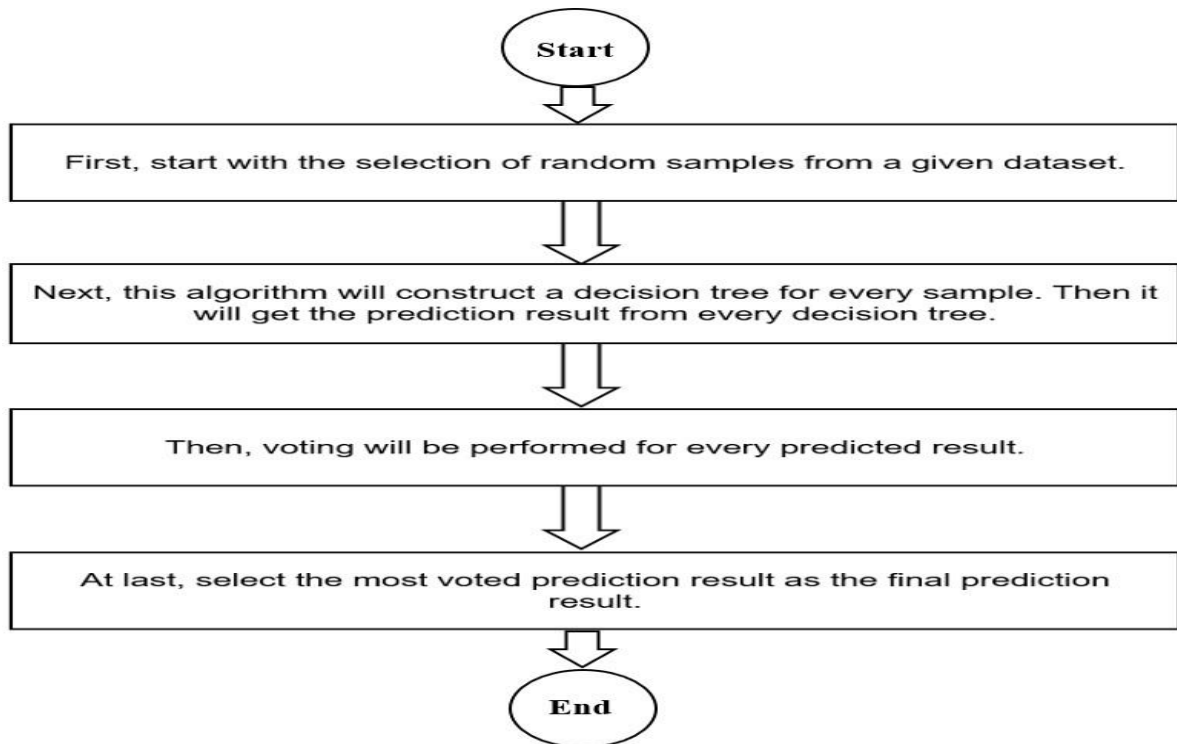 Start
First, start with the selection of random samples from a given dataset.
Next, this algorithm will construct a decision tree for every sample. Then it
will get the prediction result from every decision tree.
Then, voting will be performed for every predicted result.
At last, select the most voted prediction result as the final prediction
result.
End